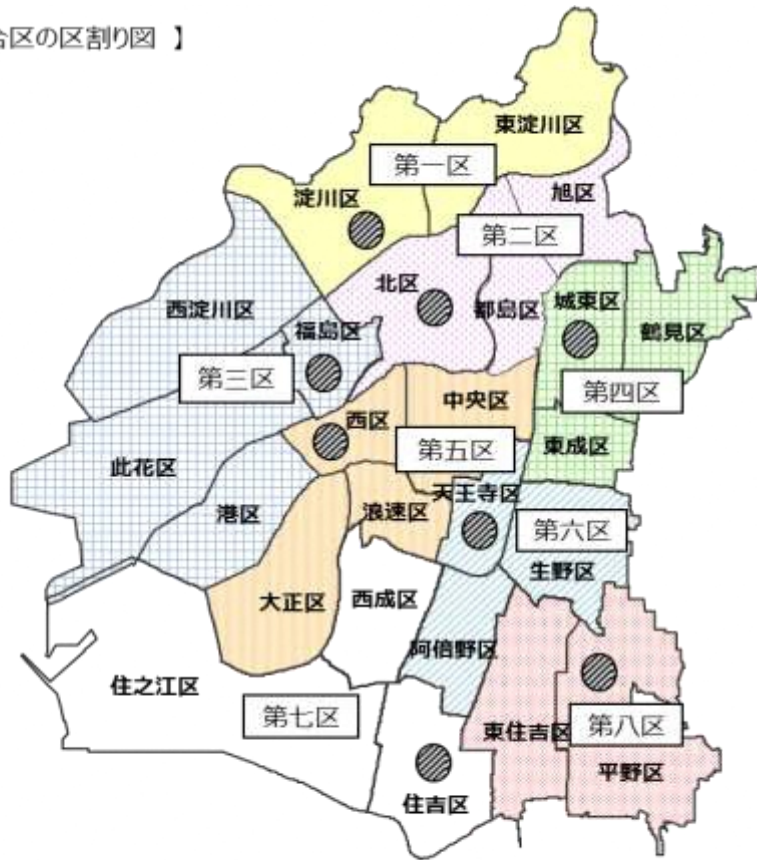 合区の区割り図 】
東淀川区
第一区
淀川区
旭区
第二区
北区
都島区
城東区
西淀川区
福島区
鶴見区
第三区
第四区
中央区
西区
第五区
東成区
此花区
天王寺区
港区
浪速区
第六区
生野区
大正区
西成区
阿倍野区
住之江区
第七区
東住吉区
第八区
平野区
住吉区